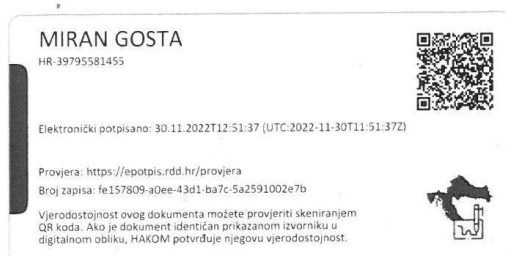 MIRAN GOSTA
HR-39795581455
Elektronički potpisano: 30.11.2022T12:51:37 (UTC:2022-11-30T11:51:37Z)
Provjera: https://epotpis.rdd.hr/provjera
Broj zapisa: fe157809-a0ee-43d1-ba7c-5a2591002e7b
Vjerodostojnost ovog dokumenta možete provjeriti skeniranjem
QR koda. Ako je dokument identičan prikazanom izvorniku u
digitalnom obliku, HAKOM potvrđuje njegovu vjerodostojnost.